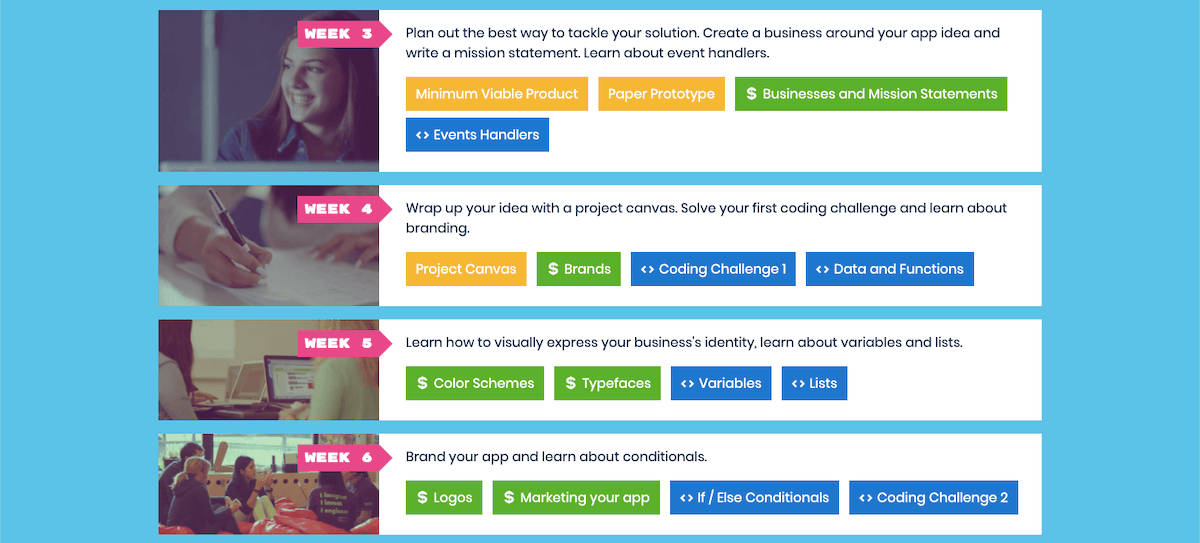 WEEK 3
Plan out the best way to tackle your solution. Create a business around your app idea and
write a mission statement. Learn about event handlers.
Minimum Viable Product Paper Prototype $ Businesses and Mission Statements
<> Events Handlers
WEEK 4
Wrap up your idea with a project canvas. Solve your first coding challenge and learn about
branding.
Project Canvas $ Brands <> Coding Challenge 1 <> Data and Functions
WEEK 5
Learn how to visually express your business's identity, learn about variables and lists.
$ Color Schemes $ Typefaces <> Variables <> Lists
WEEK 6
Brand your app and learn about conditionals.
$ Logos $ Marketing your app <> If / Else Conditionals <> Coding Challenge 2
I imagine
I invent
I engineer